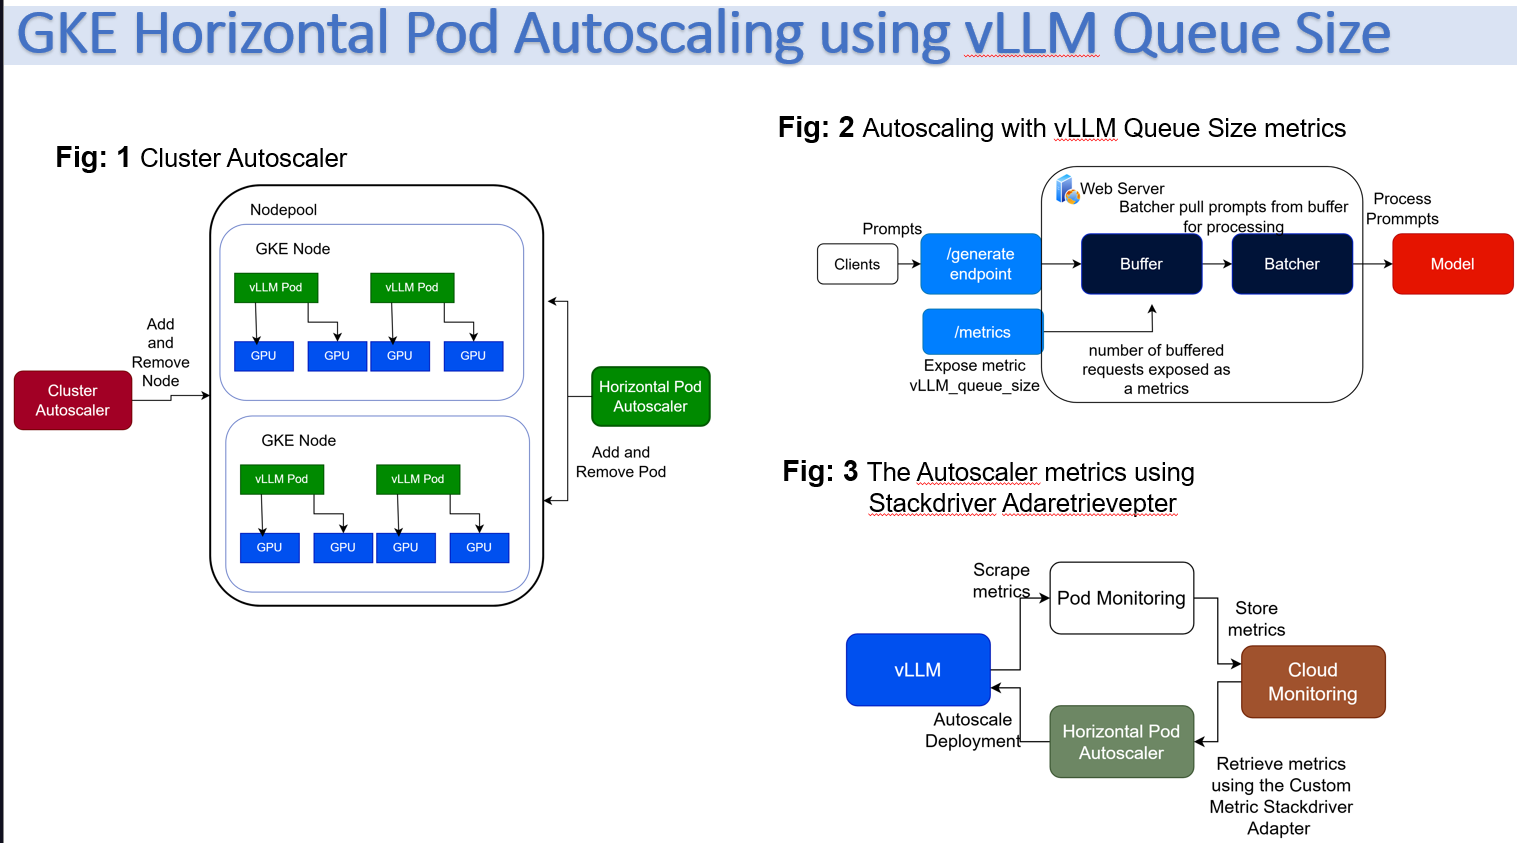 GKE Horizontal Pod Autoscaling using vLLM Queue Size
Fig: 1 Cluster Autoscaler
Nodepool
GKE Node
vLLM Pod
vLLM Pod
GPU
GPU
GPU
GPU
Add
and
Remove
Node
Cluster
Autoscaler
Horizontal Pod
Autoscaler
Add and
Remove Pod
GKE Node
vLLM Pod
vLLM Pod
GPU
GPU
GPU
GPU
Fig: 2 Autoscaling with vLLM Queue Size metrics
Web Server
Batcher pull prompts from buffer
for processing
Process
Prommpts
Prompts
Clients
/generate
endpoint
Buffer
Batcher
Model
/metrics
Expose metric
vLLM_queue_size
number of buffered
requests exposed as
a metrics
Fig: 3 The Autoscaler metrics using
Stackdriver Adaretrievepter
Scrape
metrics
Pod Monitoring
Store
metrics
vLLM
Cloud
Monitoring
Autoscale
Deployment
Horizontal Pod
Autoscaler
Retrieve metrics
using the Custom
Metric Stackdriver
Adapter